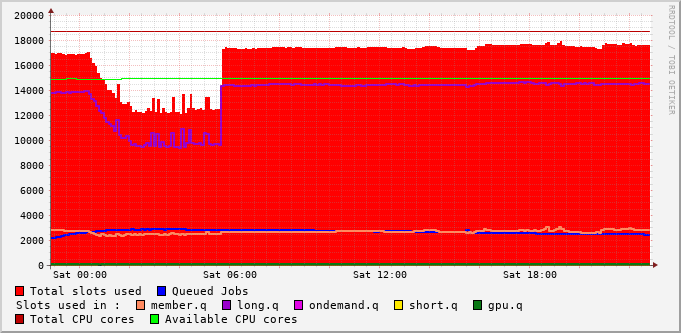 20000
18000
16000
14000
12000
10000
8000
6000
4000
2000
0
Sat 00:00 Sat 06:00 Sat 12:00 Sat 18:00
RRDTOOL / TOBI OETIKER
Total slots used Queued Jobs
Slots used in : member.q long.q ondemand.q short.q gpu.q
Total CPU cores Available CPU cores